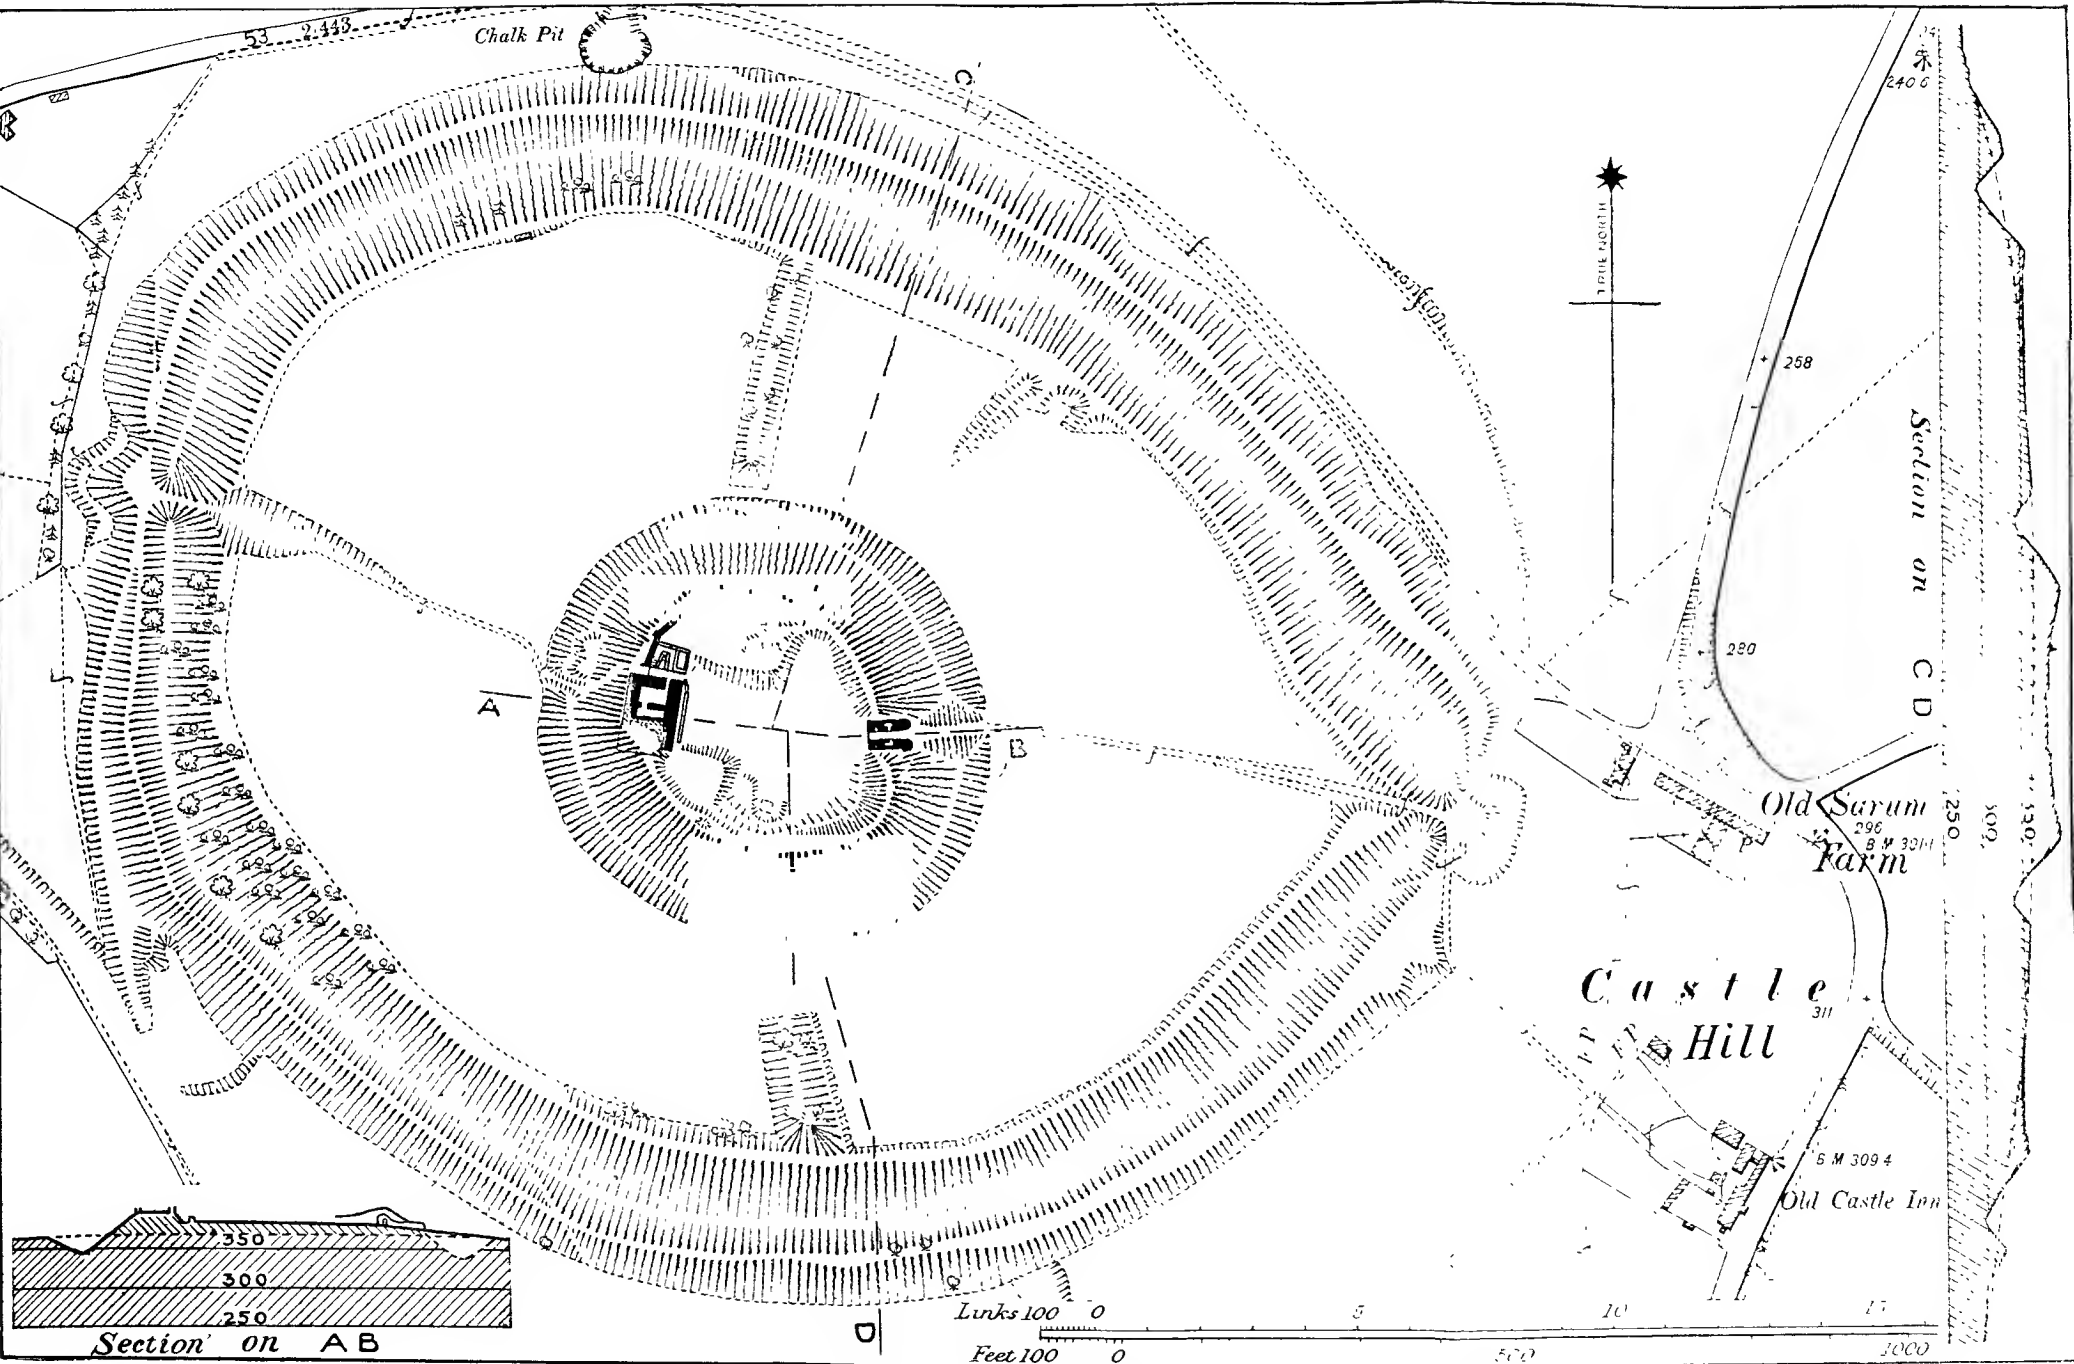 53 2.443
Chalk Pit
C'
2406
TRUE NORTH
258
Section on CD
280
A
B
Old Sarum
296
Farm
250
300
Castle
311
Hill
F P
F P
B M 309 4
Old Castle Inn
350
300
250
Section on AB
D
Links 100 0 5 10
Feet 100 0 500 1000